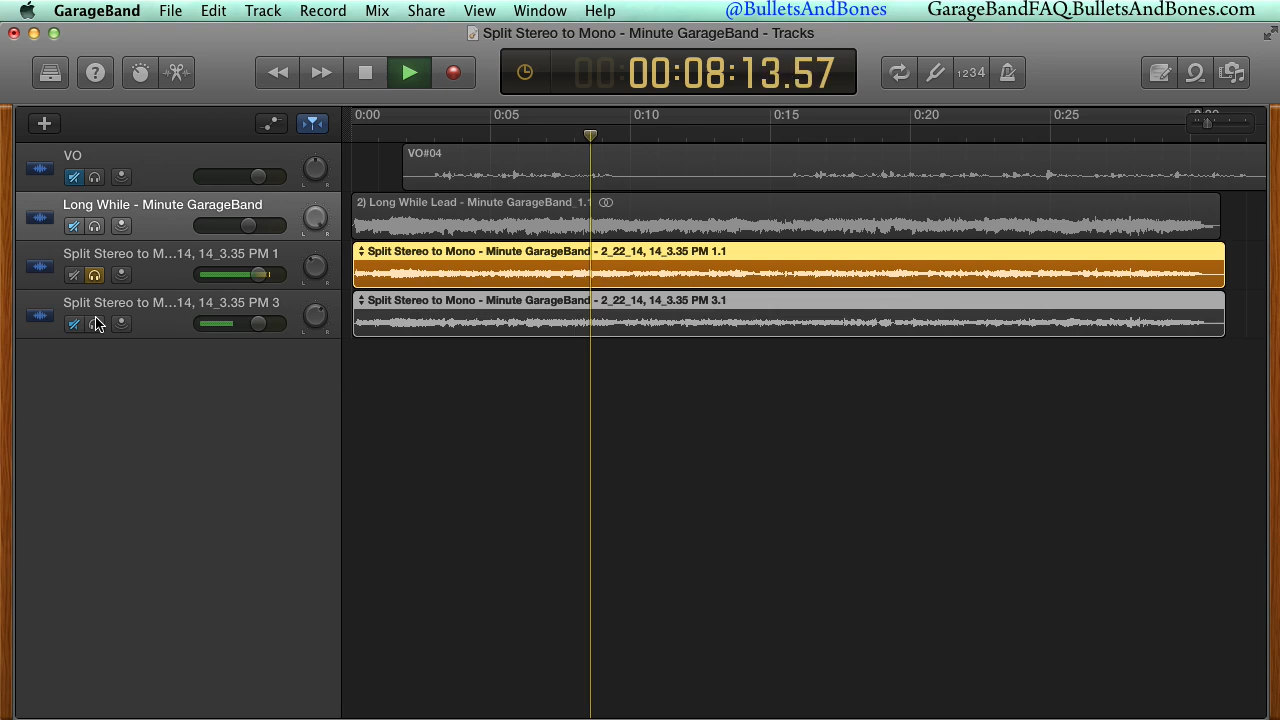 GarageBand File Edit Track Record Mix Share View Window Help @BulletsAndBones GarageBandFAQ.BulletsAndBones.com
Split Stereo to Mono - Minute GarageBand - Tracks
? 00:08:13.57 1234
0:00 0:05 0:10 0:15 0:20 0:25
VO
VO#04
L R
Long While - Minute GarageBand
2) Long While Lead - Minute GarageBand_1.1
L R
Split Stereo to M...14, 14_3.35 PM 1
Split Stereo to Mono - Minute GarageBand - 2_22_14, 14_3.35 PM 1.1
L R
Split Stereo to M...14, 14_3.35 PM 3
Split Stereo to Mono - Minute GarageBand - 2_22_14, 14_3.35 PM 3.1
L R